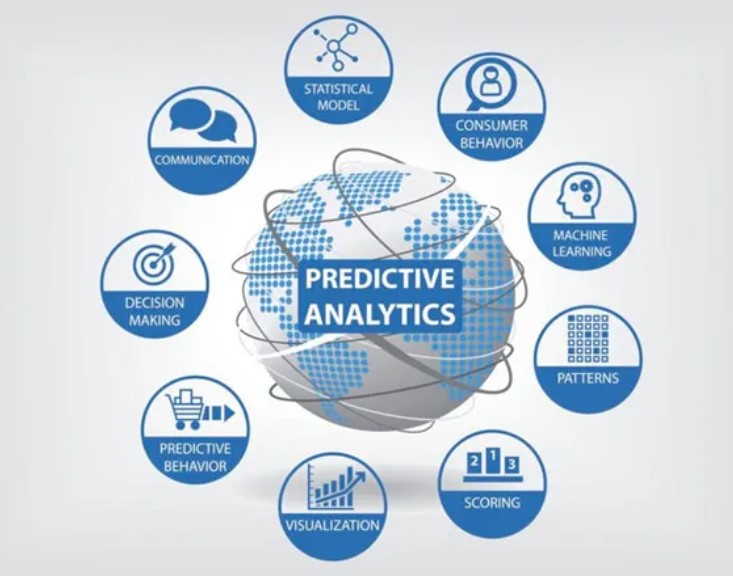 STATISTICAL
MODEL
CONSUMER
BEHAVIOR
COMMUNICATION
MACHINE
LEARNING
PREDICTIVE
ANALYTICS
DECISION
MAKING
PATTERNS
PREDICTIVE
BEHAVIOR
2 1 3
SCORING
VISUALIZATION